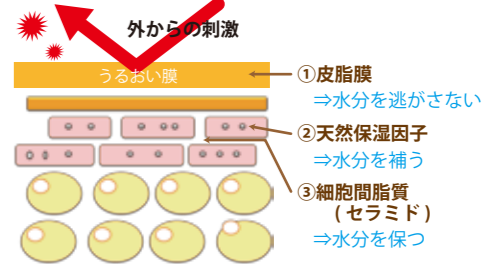 外からの刺激
うるおい膜
①皮脂膜
⇒水分を逃がさない
②天然保湿因子
⇒水分を補う
③細胞間脂質
(セラミド)
⇒水分を保つ